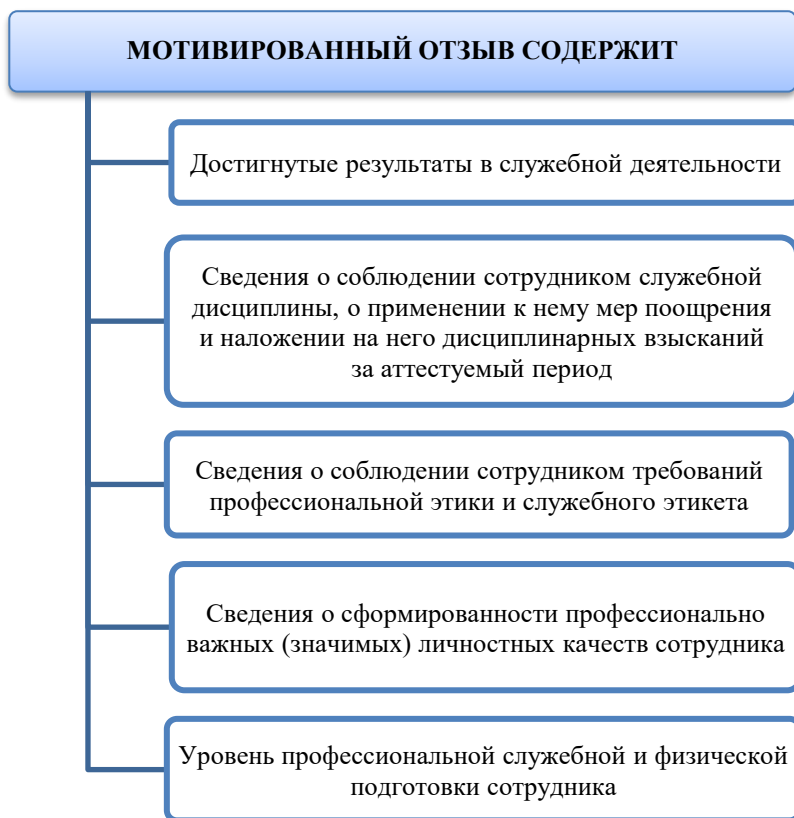 МОТИВИРОВАННЫЙ ОТЗЫВ СОДЕРЖИТ
Достигнутые результаты в служебной деятельности
Сведения о соблюдении сотрудником служебной
дисциплины, о применении к нему мер поощрения
и наложении на него дисциплинарных взысканий
за аттестуемый период
Сведения о соблюдении сотрудником требований
профессиональной этики и служебного этикета
Сведения о сформированности профессионально
важных (значимых) личностных качеств сотрудника
Уровень профессиональной служебной и физической
подготовки сотрудника